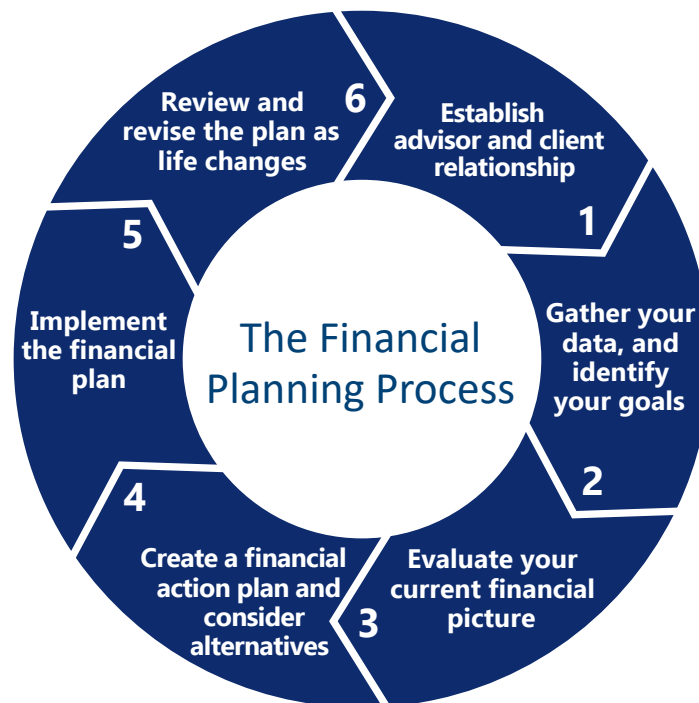 The Financial
Planning Process
Establish
advisor and client
relationship
1
Gather your
data, and
identify
your goals
2
Evaluate your
current financial
picture
3
Create a financial
action plan and
consider
alternatives
4
Implement
the financial
plan
5
Review and
revise the plan as
life changes
6